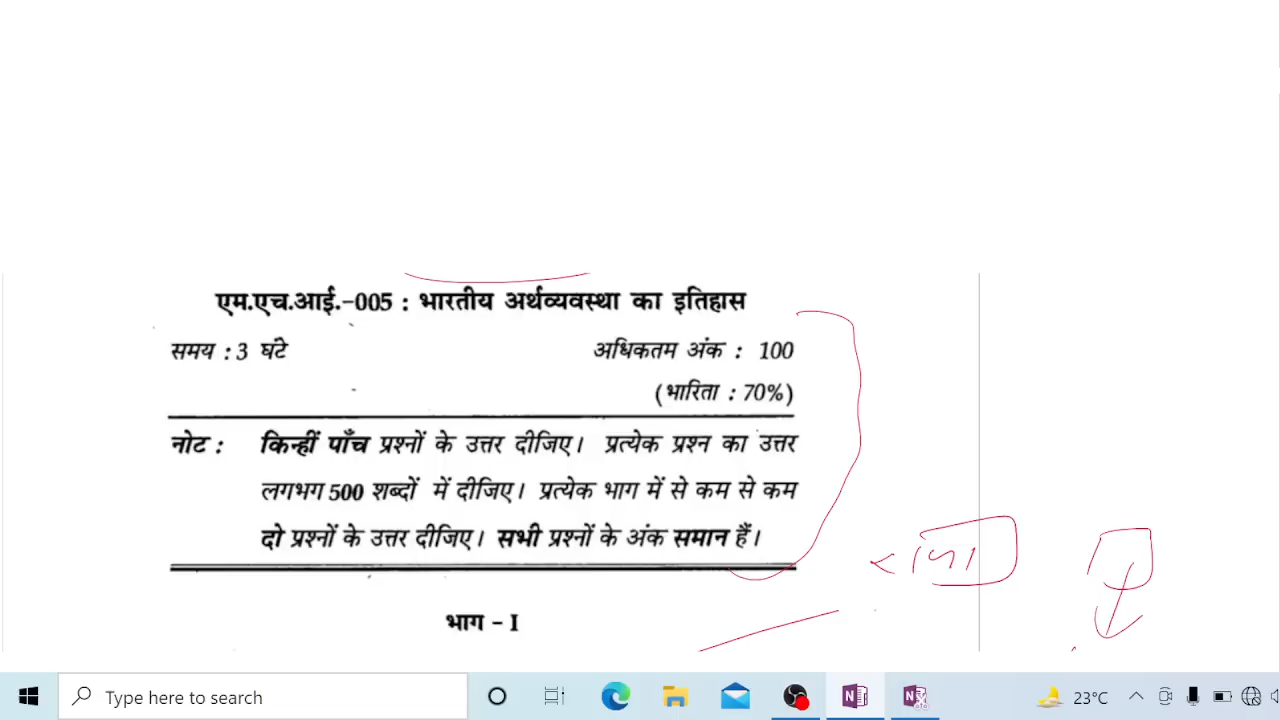 एम.एच.आई.-005 : भारतीय अर्थव्यवस्था का इतिहास
समय : 3 घंटे
अधिकतम अंक : 100
(भारिता : 70%)
नोट : किन्हीं पाँच प्रश्नों के उत्तर दीजिए। प्रत्येक प्रश्न का उत्तर
लगभग 500 शब्दों में दीजिए। प्रत्येक भाग में से कम से कम
दो प्रश्नों के उत्तर दीजिए। सभी प्रश्नों के अंक समान हैं।
भाग - I
Type here to search
23°C